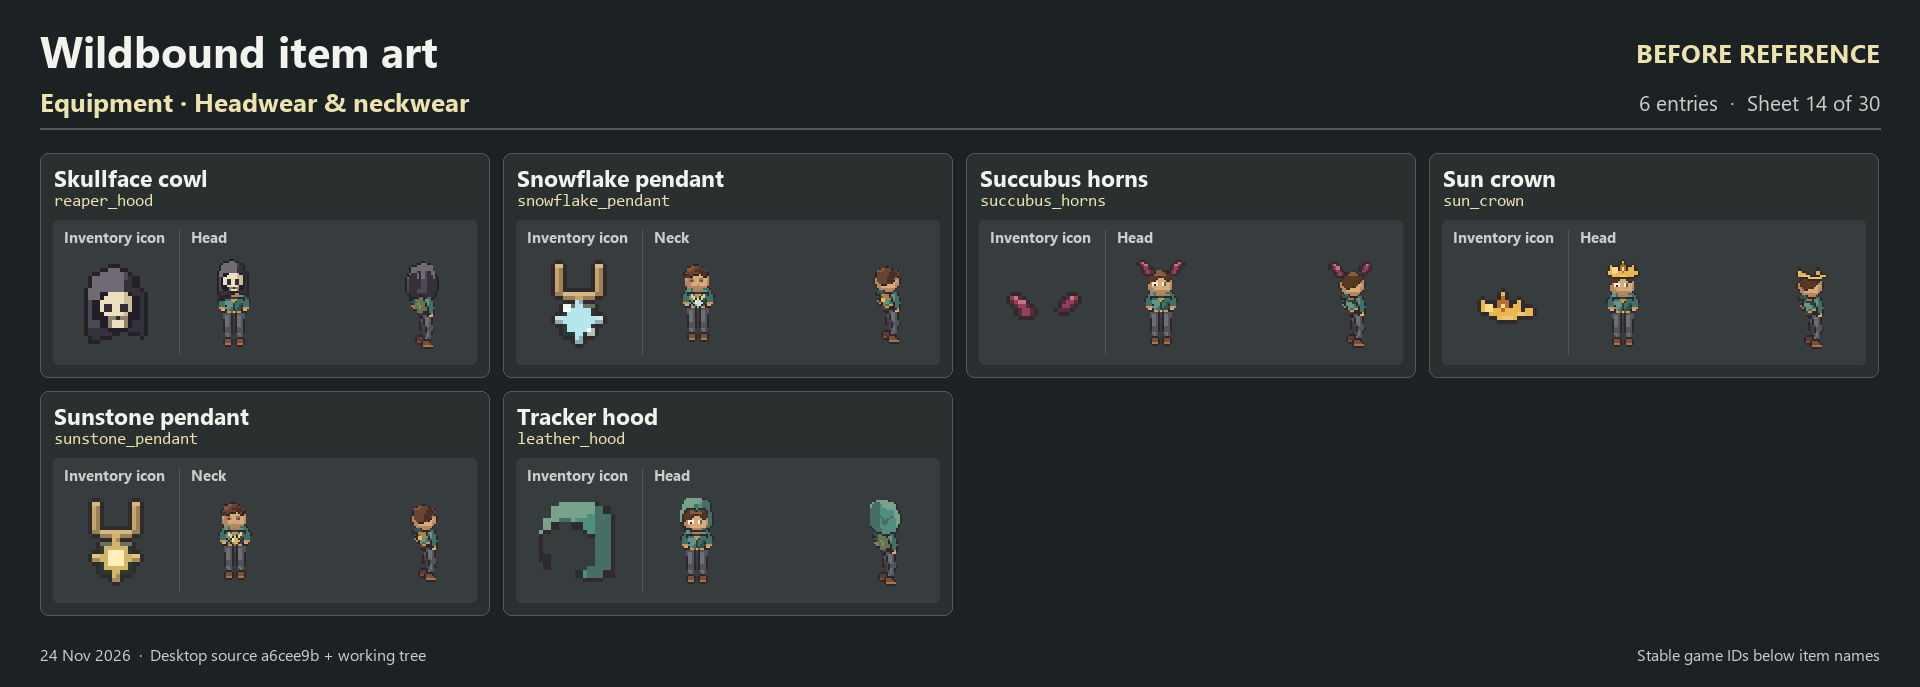 Wildbound item art
BEFORE REFERENCE
Equipment · Headwear & neckwear
6 entries · Sheet 14 of 30
Skullface cowl
reaper_hood
Inventory icon
Head
Snowflake pendant
snowflake_pendant
Inventory icon
Neck
Succubus horns
succubus_horns
Inventory icon
Head
Sun crown
sun_crown
Inventory icon
Head
Sunstone pendant
sunstone_pendant
Inventory icon
Neck
Tracker hood
leather_hood
Inventory icon
Head
24 Nov 2026 · Desktop source a6cee9b + working tree
Stable game IDs below item names